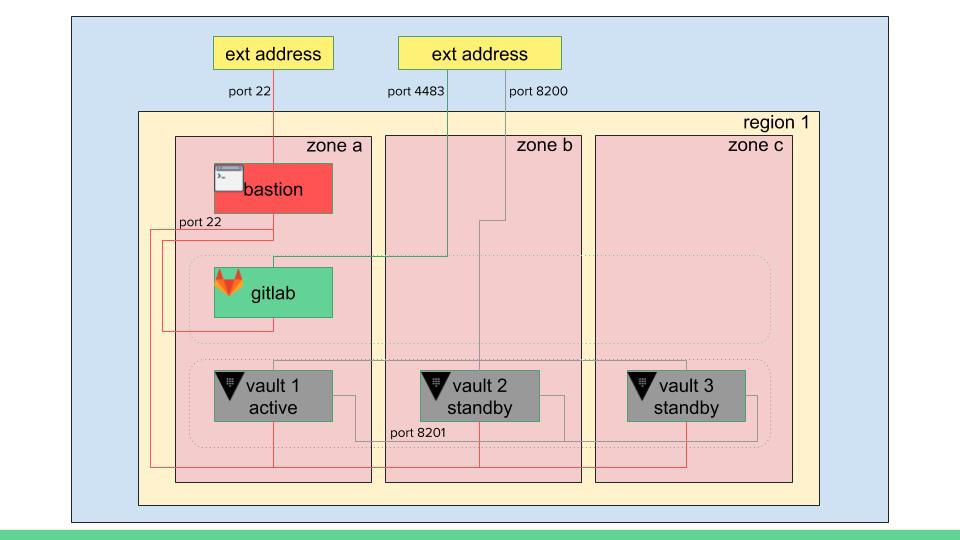 ext address
ext address
port 22
port 4483
port 8200
region 1
zone a
zone b
zone c
bastion
port 22
gitlab
vault 1
active
vault 2
standby
vault 3
standby
port 8201